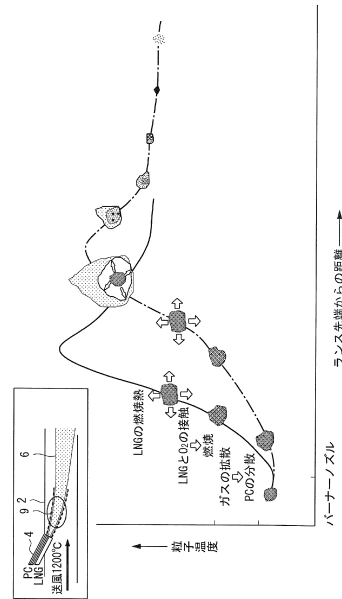 PC
LNG
4
9
2
6
送風1200℃
LNGの燃焼熱
LNGとO₂の接触
燃焼
ガスの拡散
PCの分散
粒子温度
バーナーノズル
ランス先端からの距離